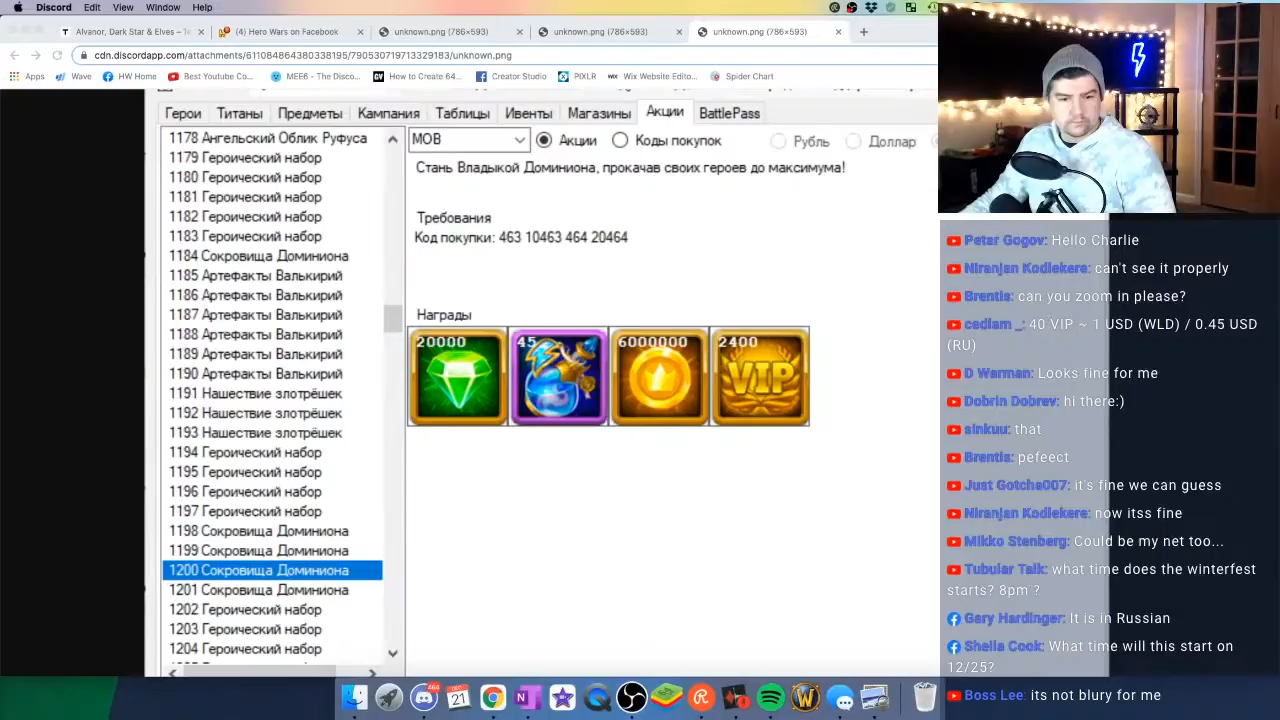 Discord Edit View Window Help
Alvanor, Dark Star & Elves – Te
(4) Hero Wars on Facebook
unknown.png (786×593)
unknown.png (786×593)
unknown.png (786×593)
cdn.discordapp.com/attachments/611084864380338195/790530719713329183/unknown.png
Apps Wave HW Home Best Youtube Co... MEE6 - The Disco... How to Create 64... Creator Studio PIXLR Wix Website Edito... Spider Chart
Герои Титаны Предметы Кампания Таблицы Ивенты Магазины Акции BattlePass
1178 Ангельский Облик Руфуса
1179 Героический набор
1180 Героический набор
1181 Героический набор
1182 Героический набор
1183 Героический набор
1184 Сокровища Доминиона
1185 Артефакты Валькирий
1186 Артефакты Валькирий
1187 Артефакты Валькирий
1188 Артефакты Валькирий
1189 Артефакты Валькирий
1190 Артефакты Валькирий
1191 Нашествие злотрёшек
1192 Нашествие злотрёшек
1193 Нашествие злотрёшек
1194 Героический набор
1195 Героический набор
1196 Героический набор
1197 Героический набор
1198 Сокровища Доминиона
1199 Сокровища Доминиона
1200 Сокровища Доминиона
1201 Сокровища Доминиона
1202 Героический набор
1203 Героический набор
1204 Героический набор
MOB Акции Коды покупок Рубль Доллар
Стань Владыкой Доминиона, прокачав своих героев до максимума!
Требования
Код покупки: 463 10463 464 20464
Награды
20000 45 6000000 2400
VIP
Petar Gogov: Hello Charlie
Niranjan Kodlekere: can't see it properly
Brentis: can you zoom in please?
cedlam _: 40 VIP ~ 1 USD (WLD) / 0.45 USD
(RU)
D Warman: Looks fine for me
Dobrin Dobrev: hi there:)
sinkuu: that
Brentis: pefeect
Just Gotcha007: it's fine we can guess
Niranjan Kodlekere: now itss fine
Mikko Stenberg: Could be my net too...
Tubular Talk: what time does the winterfest
starts? 8pm ?
Gary Hardinger: It is in Russian
Sheila Cook: What time will this start on
12/25?
Boss Lee: its not blury for me
464
DEC
21